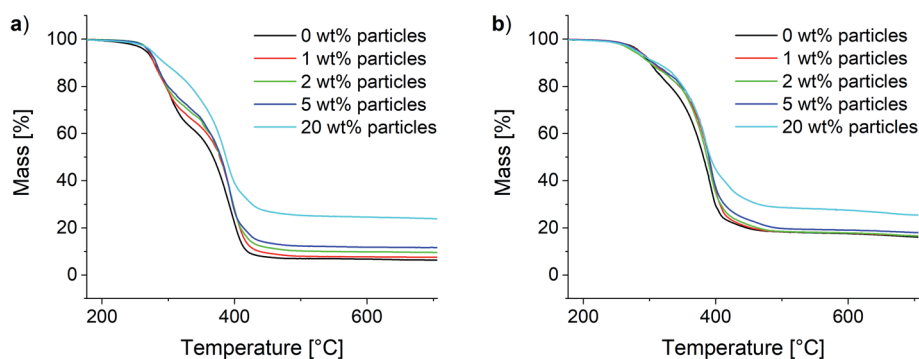 a)
100
80
60
40
20
0
Mass [%]
0 wt% particles
1 wt% particles
2 wt% particles
5 wt% particles
20 wt% particles
200 400 600
Temperature [°C]
b)
100
80
60
40
20
0
Mass [%]
0 wt% particles
1 wt% particles
2 wt% particles
5 wt% particles
20 wt% particles
200 400 600
Temperature [°C]